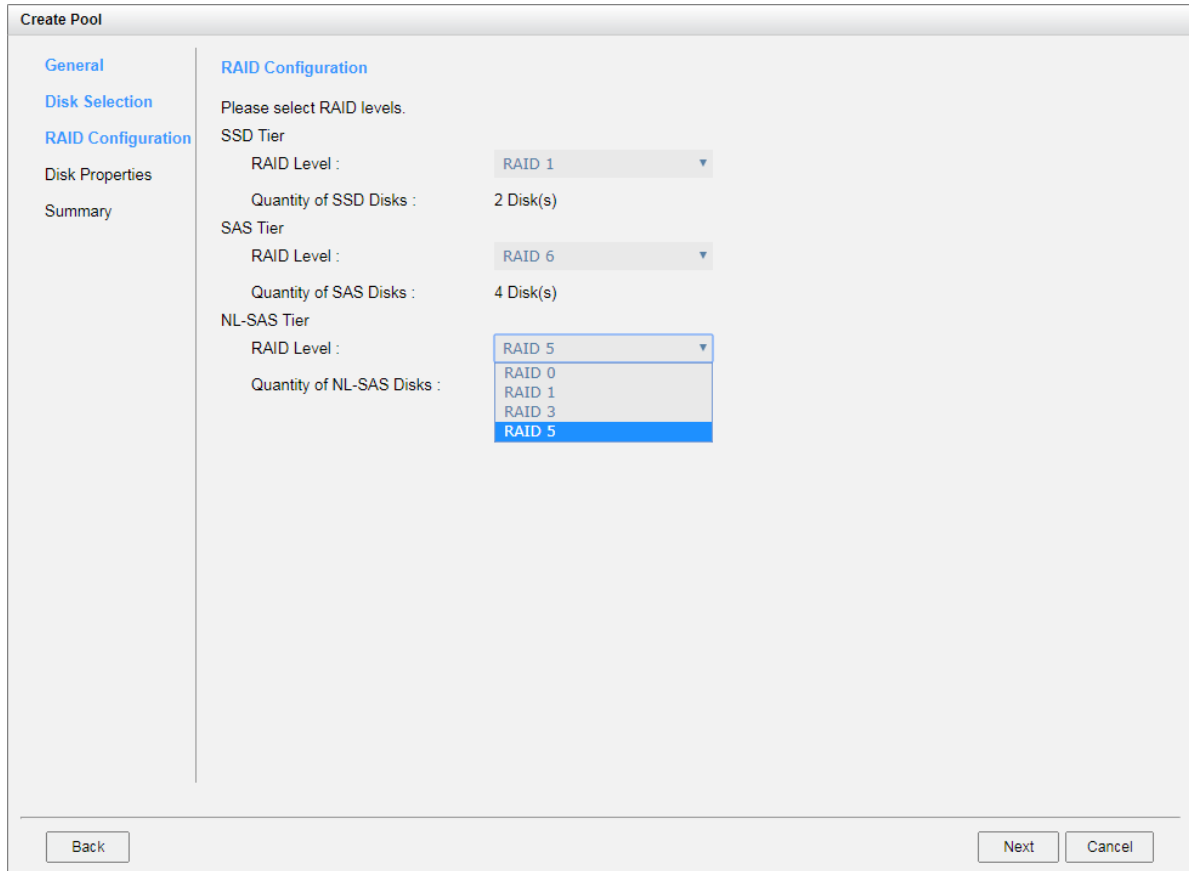 Create Pool
General
Disk Selection
RAID Configuration
Disk Properties
Summary
RAID Configuration
Please select RAID levels.
SSD Tier
RAID Level : RAID 1
Quantity of SSD Disks : 2 Disk(s)
SAS Tier
RAID Level : RAID 6
Quantity of SAS Disks : 4 Disk(s)
NL-SAS Tier
RAID Level : RAID 5
Quantity of NL-SAS Disks :
RAID 0
RAID 1
RAID 3
RAID 5
Back Next Cancel